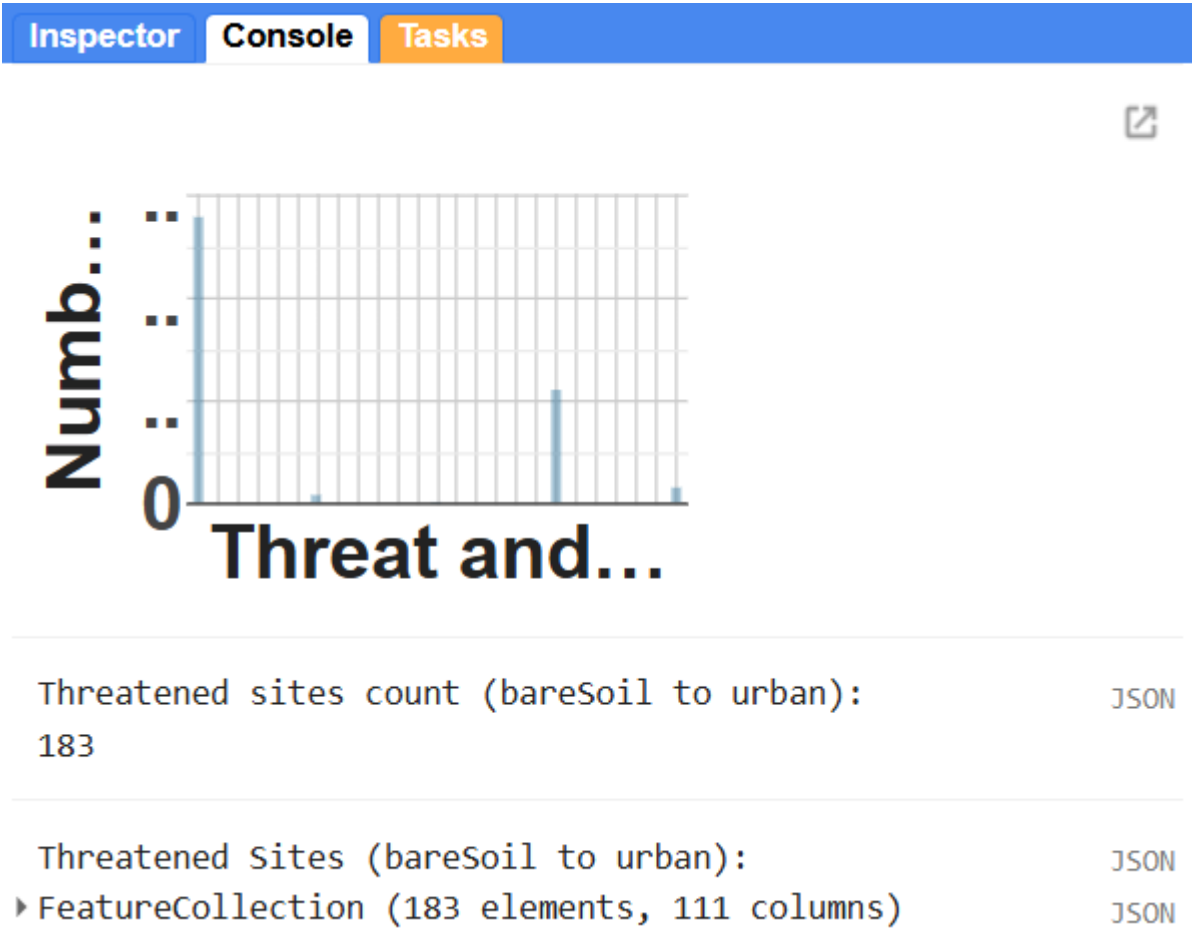 Inspector Console Tasks
Numb...
..
..
..
0
Threat and...
Threatened sites count (bareSoil to urban): JSON
183
Threatened Sites (bareSoil to urban): JSON
FeatureCollection (183 elements, 111 columns) JSON